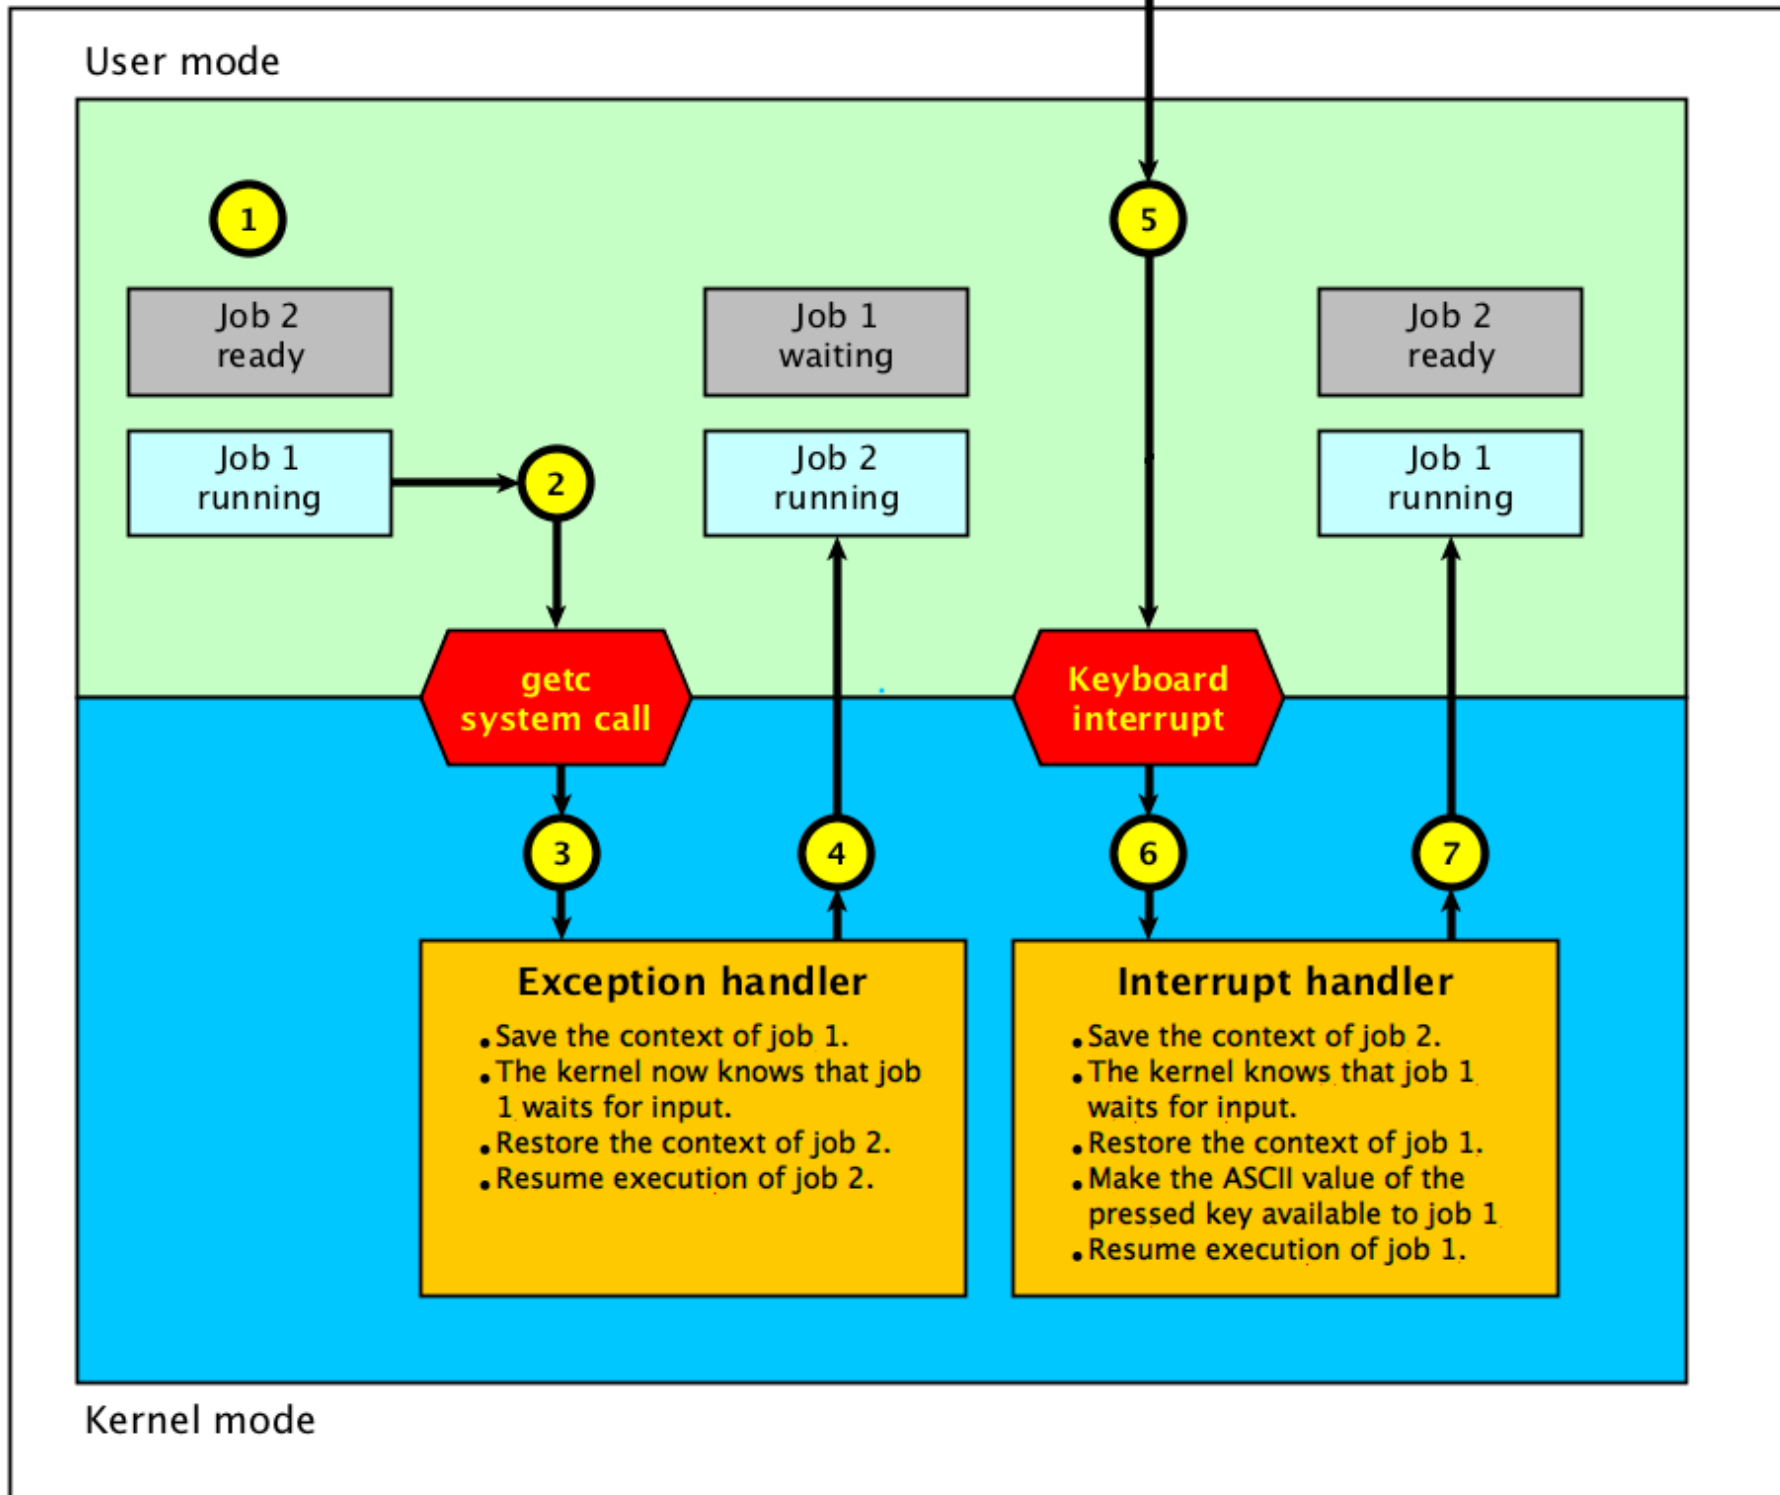 User mode
1
5
Job 2
ready
Job 1
waiting
Job 2
ready
Job 1
running
2
Job 2
running
Job 1
running
getc
system call
Keyboard
interrupt
3
4
6
7
Exception handler
•Save the context of job 1.
•The kernel now knows that job
1 waits for input.
•Restore the context of job 2.
•Resume execution of job 2.
Interrupt handler
•Save the context of job 2.
•The kernel knows that job 1
waits for input.
•Restore the context of job 1.
•Make the ASCII value of the
pressed key available to job 1
•Resume execution of job 1.
Kernel mode